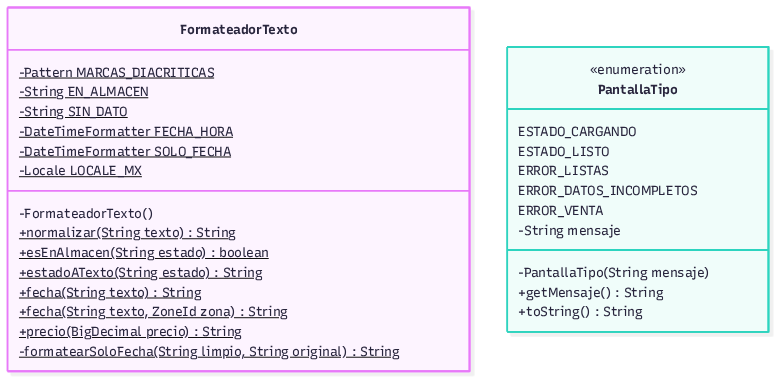 FormateadorTexto
-Pattern MARCAS_DIACRITICAS
-String EN_ALMACEN
-String SIN_DATO
-DateTimeFormatter FECHA_HORA
-DateTimeFormatter SOLO_FECHA
-Locale LOCALE_MX
-FormateadorTexto()
+normalizar(String texto) : String
+esEnAlmacen(String estado) : boolean
+estadoATexto(String estado) : String
+fecha(String texto) : String
+fecha(String texto, ZoneId zona) : String
+precio(BigDecimal precio) : String
-formatearSoloFecha(String limpio, String original) : String
«enumeration»
PantallaTipo
ESTADO_CARGANDO
ESTADO_LISTO
ERROR_LISTAS
ERROR_DATOS_INCOMPLETOS
ERROR_VENTA
-String mensaje
-PantallaTipo(String mensaje)
+getMensaje() : String
+toString() : String